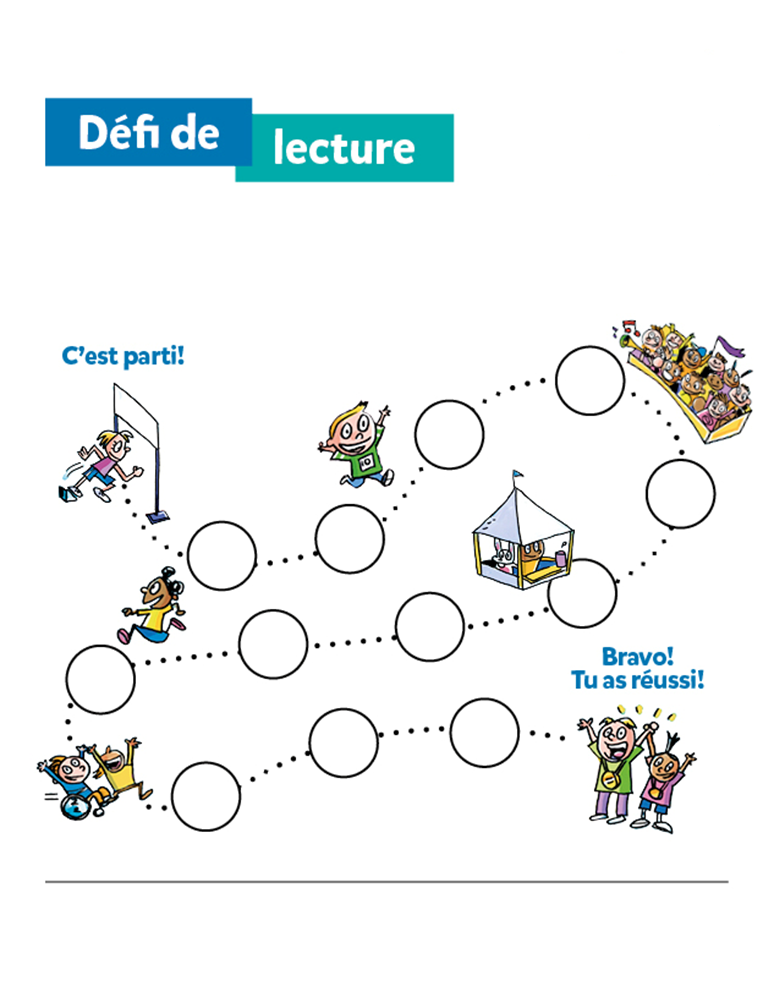 Défi de
lecture
C'est parti!
Bravo!
Tu as réussi!